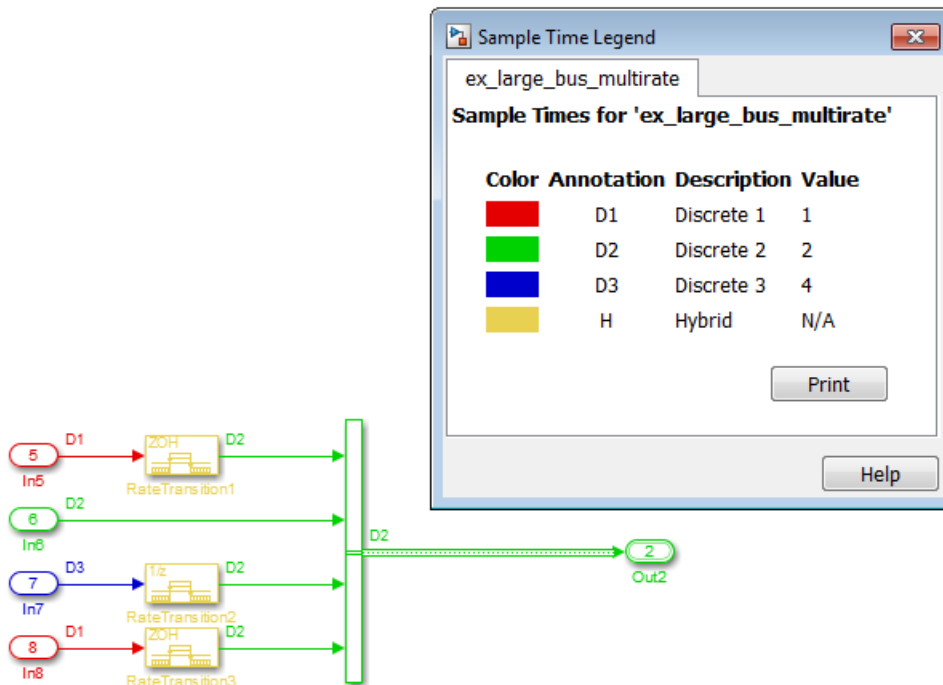 Sample Time Legend
ex_large_bus_multirate
Sample Times for 'ex_large_bus_multirate'
Color Annotation Description Value
D1 Discrete 1 1
D2 Discrete 2 2
D3 Discrete 3 4
H Hybrid N/A
Print
Help
D1 ZOH D2
5
In5 RateTransition1
D2
6
In6
D2
2
Out2
D3 1/z D2
7
In7 RateTransition2
D1 ZOH D2
8
In8 RateTransition3